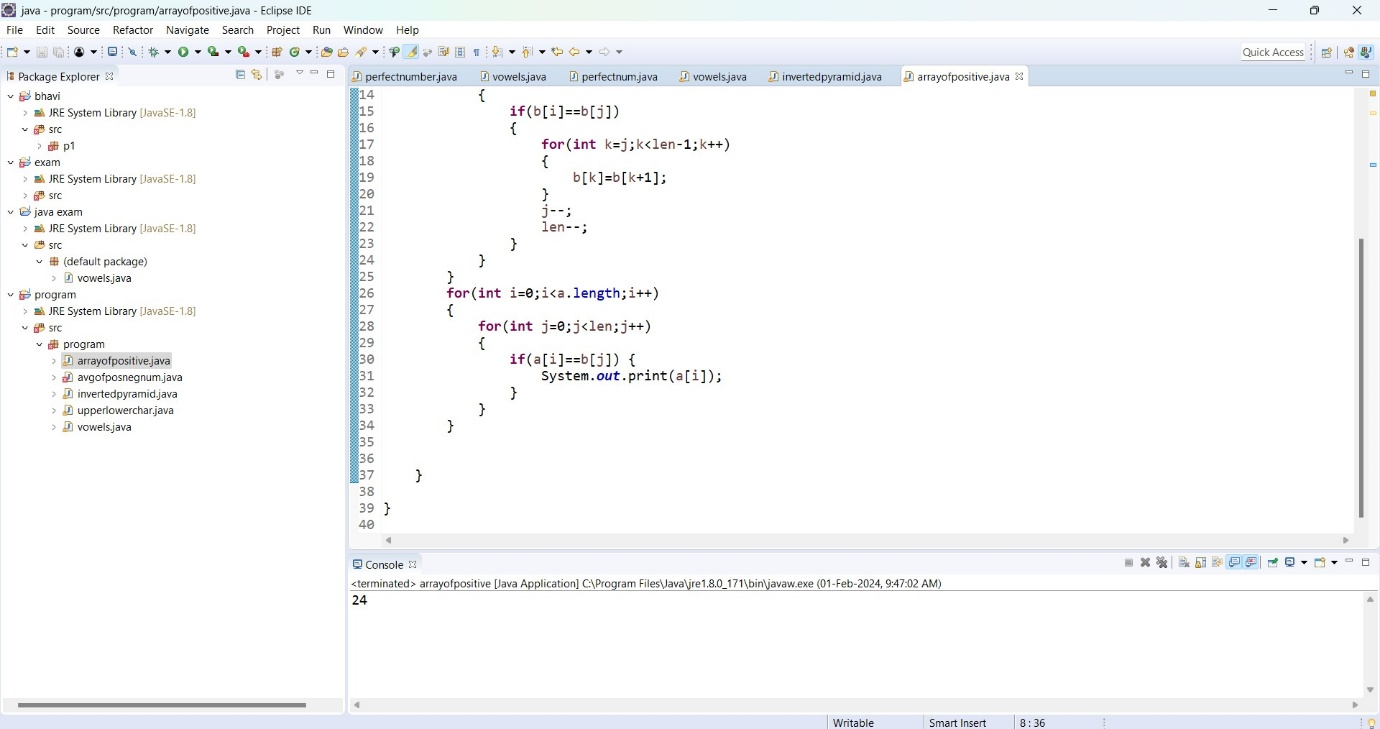 java - program/src/program/arrayofpositive.java - Eclipse IDE
File Edit Source Refactor Navigate Search Project Run Window Help
Quick Access
Package Explorer
bhavi
JRE System Library [JavaSE-1.8]
src
p1
exam
JRE System Library [JavaSE-1.8]
src
java exam
JRE System Library [JavaSE-1.8]
src
(default package)
vowels.java
program
JRE System Library [JavaSE-1.8]
src
program
arrayofpositive.java
avgofposnegnum.java
invertedpyramid.java
upperlowerchar.java
vowels.java
perfectnumber.java vowels.java perfectnum.java vowels.java invertedpyramid.java arrayofpositive.java
14 {
15 if(b[i]==b[j])
16 {
17 for(int k=j;k<len-1;k++)
18 {
19 b[k]=b[k+1];
20 }
21 j--;
22 len--;
23 }
24 }
25 }
26 for(int i=0;i<a.length;i++)
27 {
28 for(int j=0;j<len;j++)
29 {
30 if(a[i]==b[j]) {
31 System.out.print(a[i]);
32 }
33 }
34 }
35
36
37 }
38
39 }
40
Console
<terminated> arrayofpositive [Java Application] C:\Program Files\Java\jre1.8.0_171\bin\javaw.exe (01-Feb-2024, 9:47:02 AM)
24
Writable Smart Insert 8 : 36